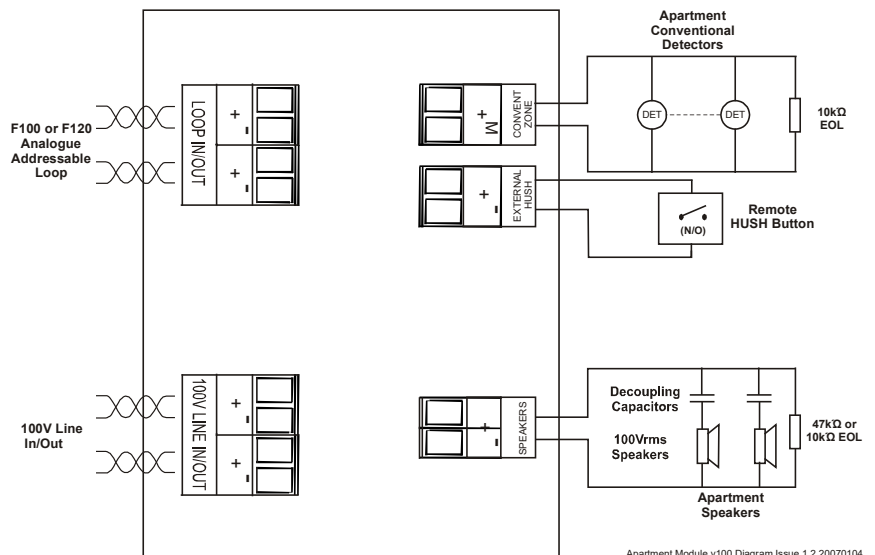 Apartment
Conventional
Detectors
LOOP IN/OUT
+
-
+
-
F100 or F120
Analogue
Addressable
Loop
+
M
CONVENT
ZONE
DET
DET
10kΩ
EOL
+
-
EXTERNAL
HUSH
(N/O)
Remote
HUSH Button
100V LINE IN/OUT
+
-
+
-
100V Line
In/Out
+
-
SPEAKERS
Decoupling
Capacitors
100Vrms
Speakers
47kΩ or
10kΩ EOL
Apartment
Speakers
Apartment Module v100 Diagram Issue 1.2 20070104